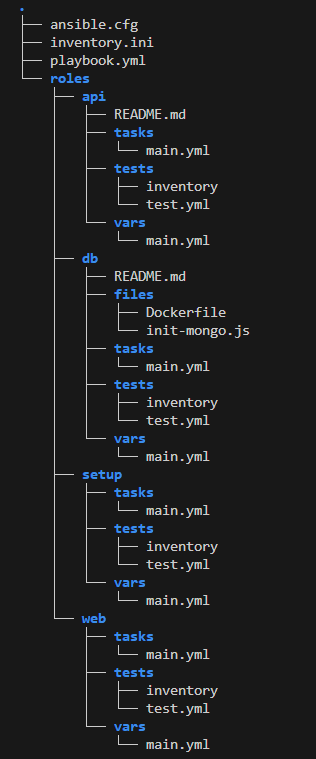 .
├── ansible.cfg
├── inventory.ini
├── playbook.yml
└── roles
    ├── api
    │   ├── README.md
    │   ├── tasks
    │   │   └── main.yml
    │   ├── tests
    │   │   ├── inventory
    │   │   └── test.yml
    │   └── vars
    │       └── main.yml
    ├── db
    │   ├── README.md
    │   ├── files
    │   │   ├── Dockerfile
    │   │   └── init-mongo.js
    │   ├── tasks
    │   │   └── main.yml
    │   ├── tests
    │   │   ├── inventory
    │   │   └── test.yml
    │   └── vars
    │       └── main.yml
    ├── setup
    │   ├── tasks
    │   │   └── main.yml
    │   ├── tests
    │   │   ├── inventory
    │   │   └── test.yml
    │   └── vars
    │       └── main.yml
    └── web
        ├── tasks
        │   └── main.yml
        ├── tests
        │   ├── inventory
        │   └── test.yml
        └── vars
            └── main.yml